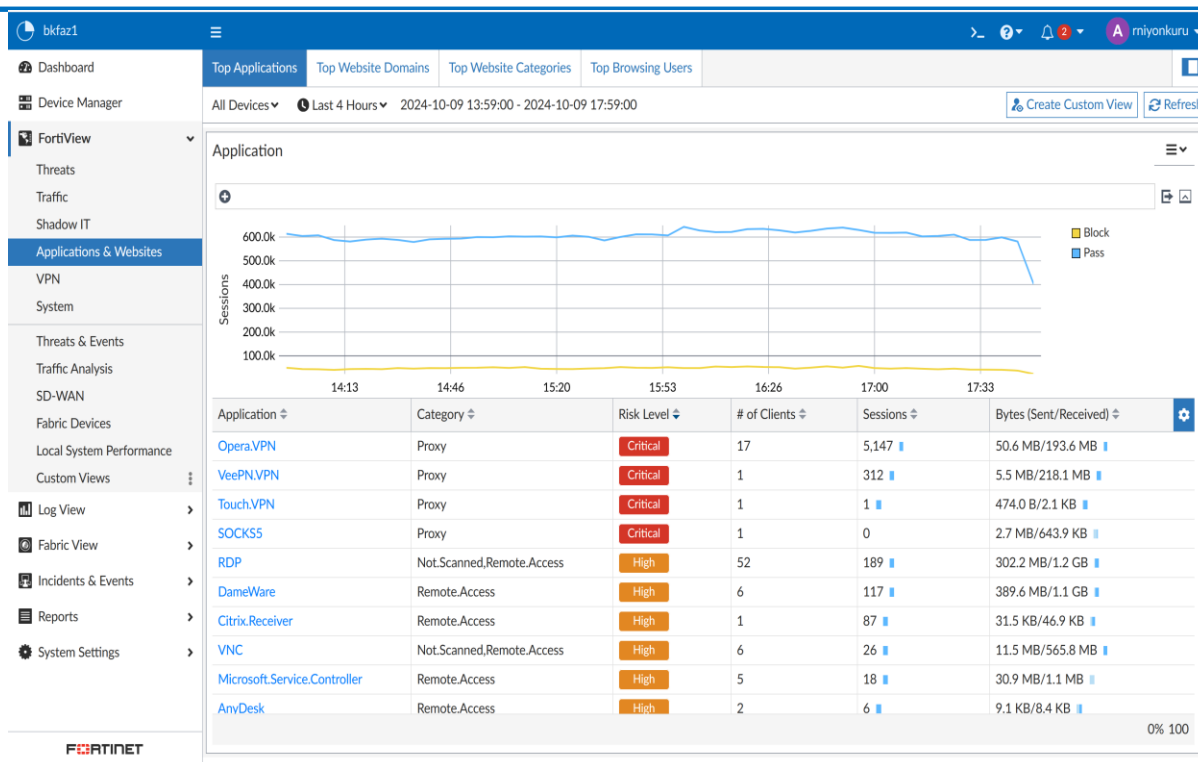 bkfaz1
2
A rniyonkuru
Dashboard
Device Manager
FortiView
Threats
Traffic
Shadow IT
Applications & Websites
VPN
System
Threats & Events
Traffic Analysis
SD-WAN
Fabric Devices
Local System Performance
Custom Views
Log View
Fabric View
Incidents & Events
Reports
System Settings
FORTINET
Top Applications Top Website Domains Top Website Categories Top Browsing Users
All Devices Last 4 Hours 2024-10-09 13:59:00 - 2024-10-09 17:59:00 Create Custom View Refresh
Application
Sessions
600.0k
500.0k
400.0k
300.0k
200.0k
100.0k
Block
Pass
14:13 14:46 15:20 15:53 16:26 17:00 17:33
Application Category Risk Level # of Clients Sessions Bytes (Sent/Received)
Opera.VPN Proxy Critical 17 5,147 50.6 MB/193.6 MB
VeePN.VPN Proxy Critical 1 312 5.5 MB/218.1 MB
Touch.VPN Proxy Critical 1 1 474.0 B/2.1 KB
SOCKS5 Proxy Critical 1 0 2.7 MB/643.9 KB
RDP Not.Scanned,Remote.Access High 52 189 302.2 MB/1.2 GB
DameWare Remote.Access High 6 117 389.6 MB/1.1 GB
Citrix.Receiver Remote.Access High 1 87 31.5 KB/46.9 KB
VNC Not.Scanned,Remote.Access High 6 26 11.5 MB/565.8 MB
Microsoft.Service.Controller Remote.Access High 5 18 30.9 MB/1.1 MB
AnyDesk Remote.Access High 2 6 9.1 KB/8.4 KB
0% 100